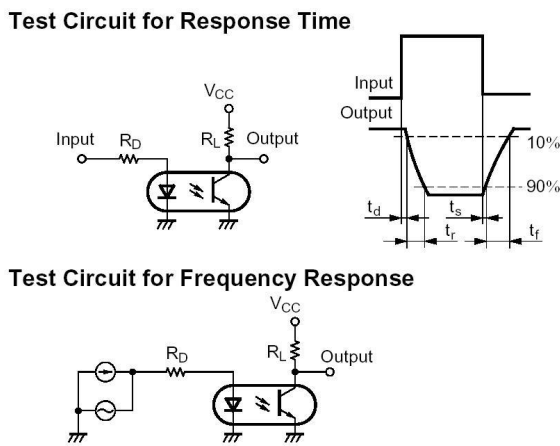 Test Circuit for Response Time
VCC
Input RD RL Output
Input
Output
10%
90%
td ts
tr tf
Test Circuit for Frequency Response
VCC
RD RL Output